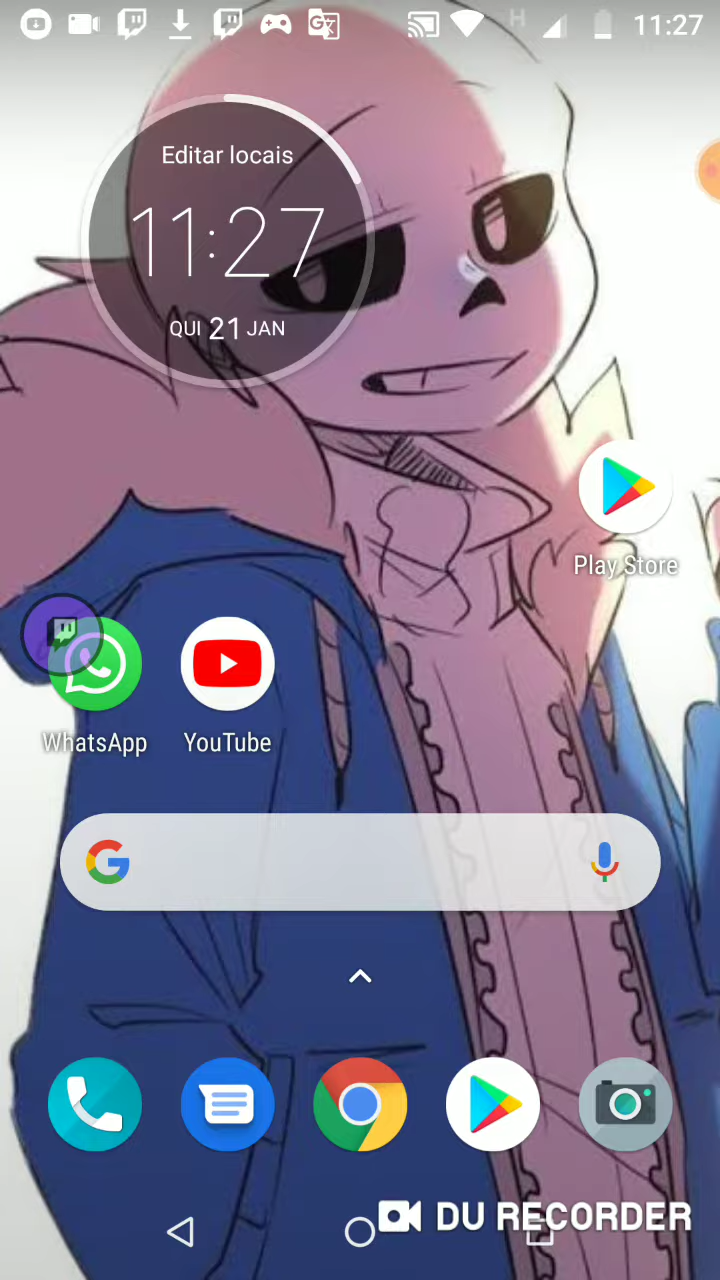 H 11:27
Editar locais
11:27
QUI 21 JAN
Play Store
WhatsApp
YouTube
DU RECORDER